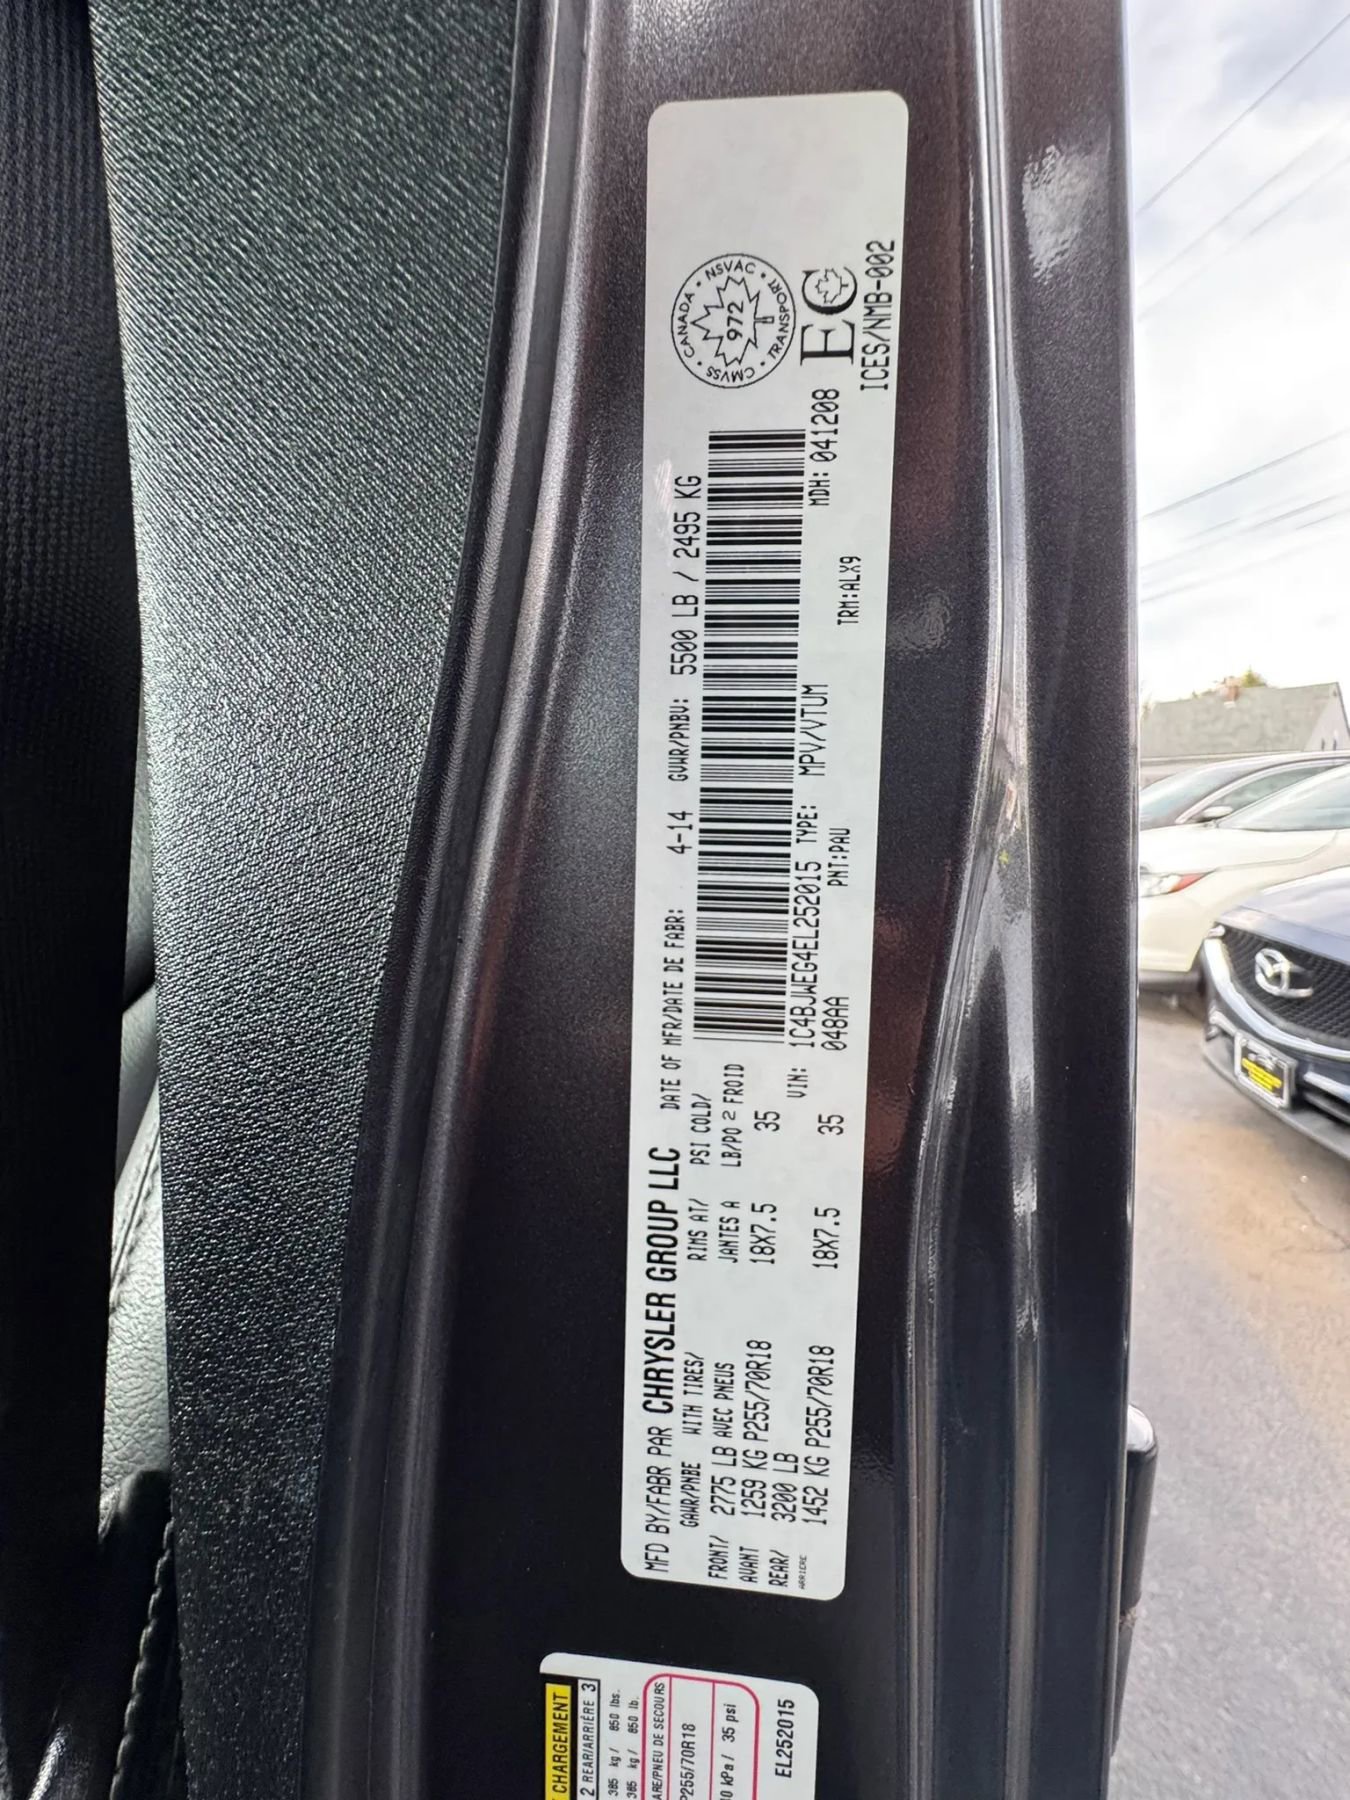 MFD BY/FABR PAR CHRYSLER GROUP LLC DATE OF MFR/DATE DE FABR: 4-14 GVWR/PNBV: 5500 LB / 2495 KG
GAWR/PNBE WITH TIRES/ RIMS AT/ PSI COLD/
FRONT/ 2775 LB AVEC PNEUS JANTES A LB/PO 2 FROID
AVANT 1259 KG P255/70R18 18X7.5 35
REAR/ 3200 LB VIN: 1C4BJWEG4EL252015 TYPE: MPV/VTUM MDH: 041208
ARRIERE 1452 KG P255/70R18 18X7.5 35 048AA PNT:PAU TRM:ALX9
CANADA • NSVAC • TRANSPORT • CMVSS •
972
EC
ICES/NMB-002
CHARGEMENT
2 REAR/ARRIÈRE 3
385 kg / 850 lbs.
385 kg / 850 lb.
ARE/PNEU DE SECOURS
P255/70R18
0 kPa / 35 psi
EL252015